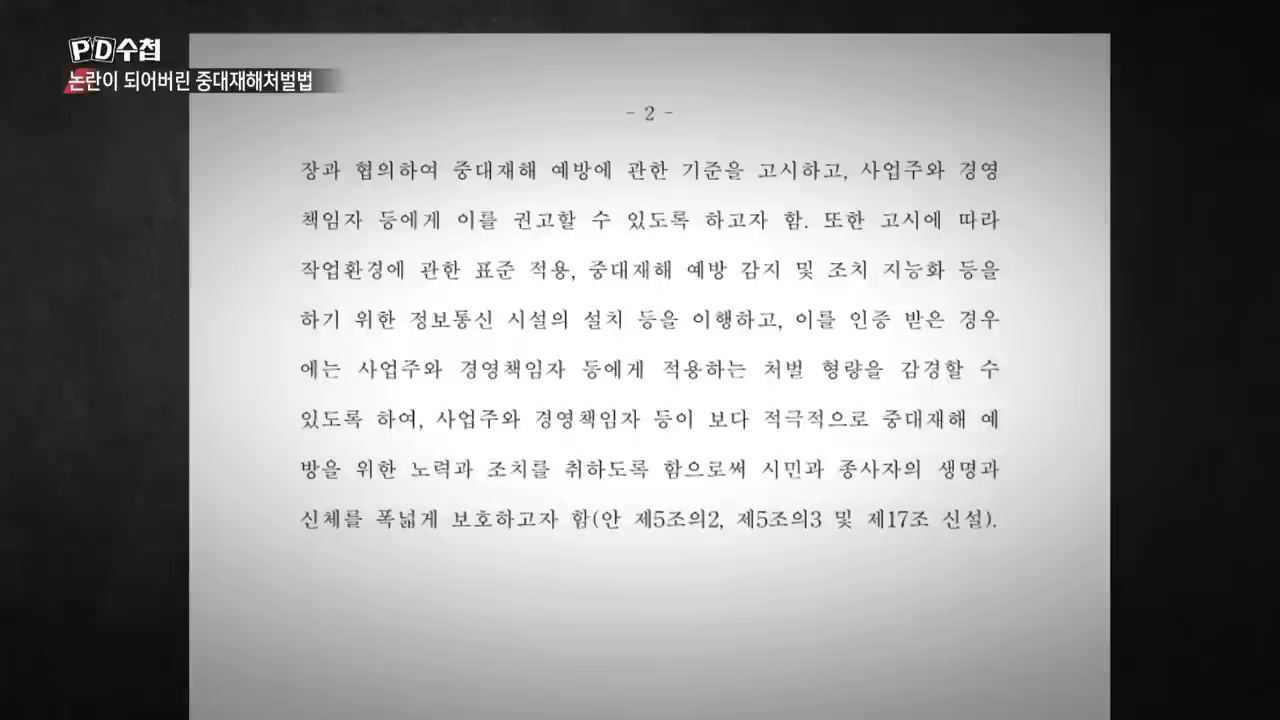 PD수첩
논란이 되어버린 중대재해처벌법
- 2 -
장과 협의하여 중대재해 예방에 관한 기준을 고시하고, 사업주와 경영
책임자 등에게 이를 권고할 수 있도록 하고자 함. 또한 고시에 따라
작업환경에 관한 표준 적용, 중대재해 예방 감지 및 조치 지능화 등을
하기 위한 정보통신 시설의 설치 등을 이행하고, 이를 인증 받은 경우
에는 사업주와 경영책임자 등에게 적용하는 처벌 형량을 감경할 수
있도록 하여, 사업주와 경영책임자 등이 보다 적극적으로 중대재해 예
방을 위한 노력과 조치를 취하도록 함으로써 시민과 종사자의 생명과
신체를 폭넓게 보호하고자 함(안 제5조의2, 제5조의3 및 제17조 신설).